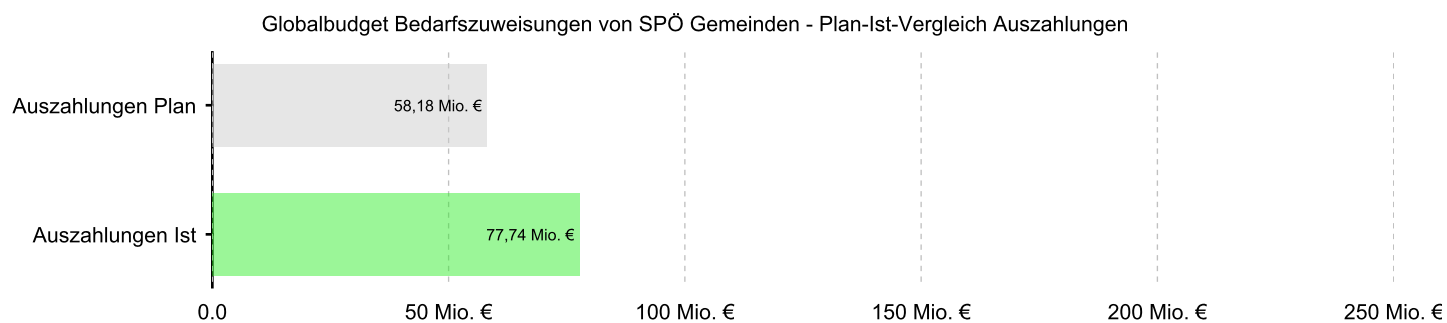 Globalbudget Bedarfszuweisungen von SPÖ Gemeinden - Plan-Ist-Vergleich Auszahlungen
Auszahlungen Plan
58,18 Mio. €
Auszahlungen Ist
77,74 Mio. €
0.0
50 Mio. €
100 Mio. €
150 Mio. €
200 Mio. €
250 Mio. €